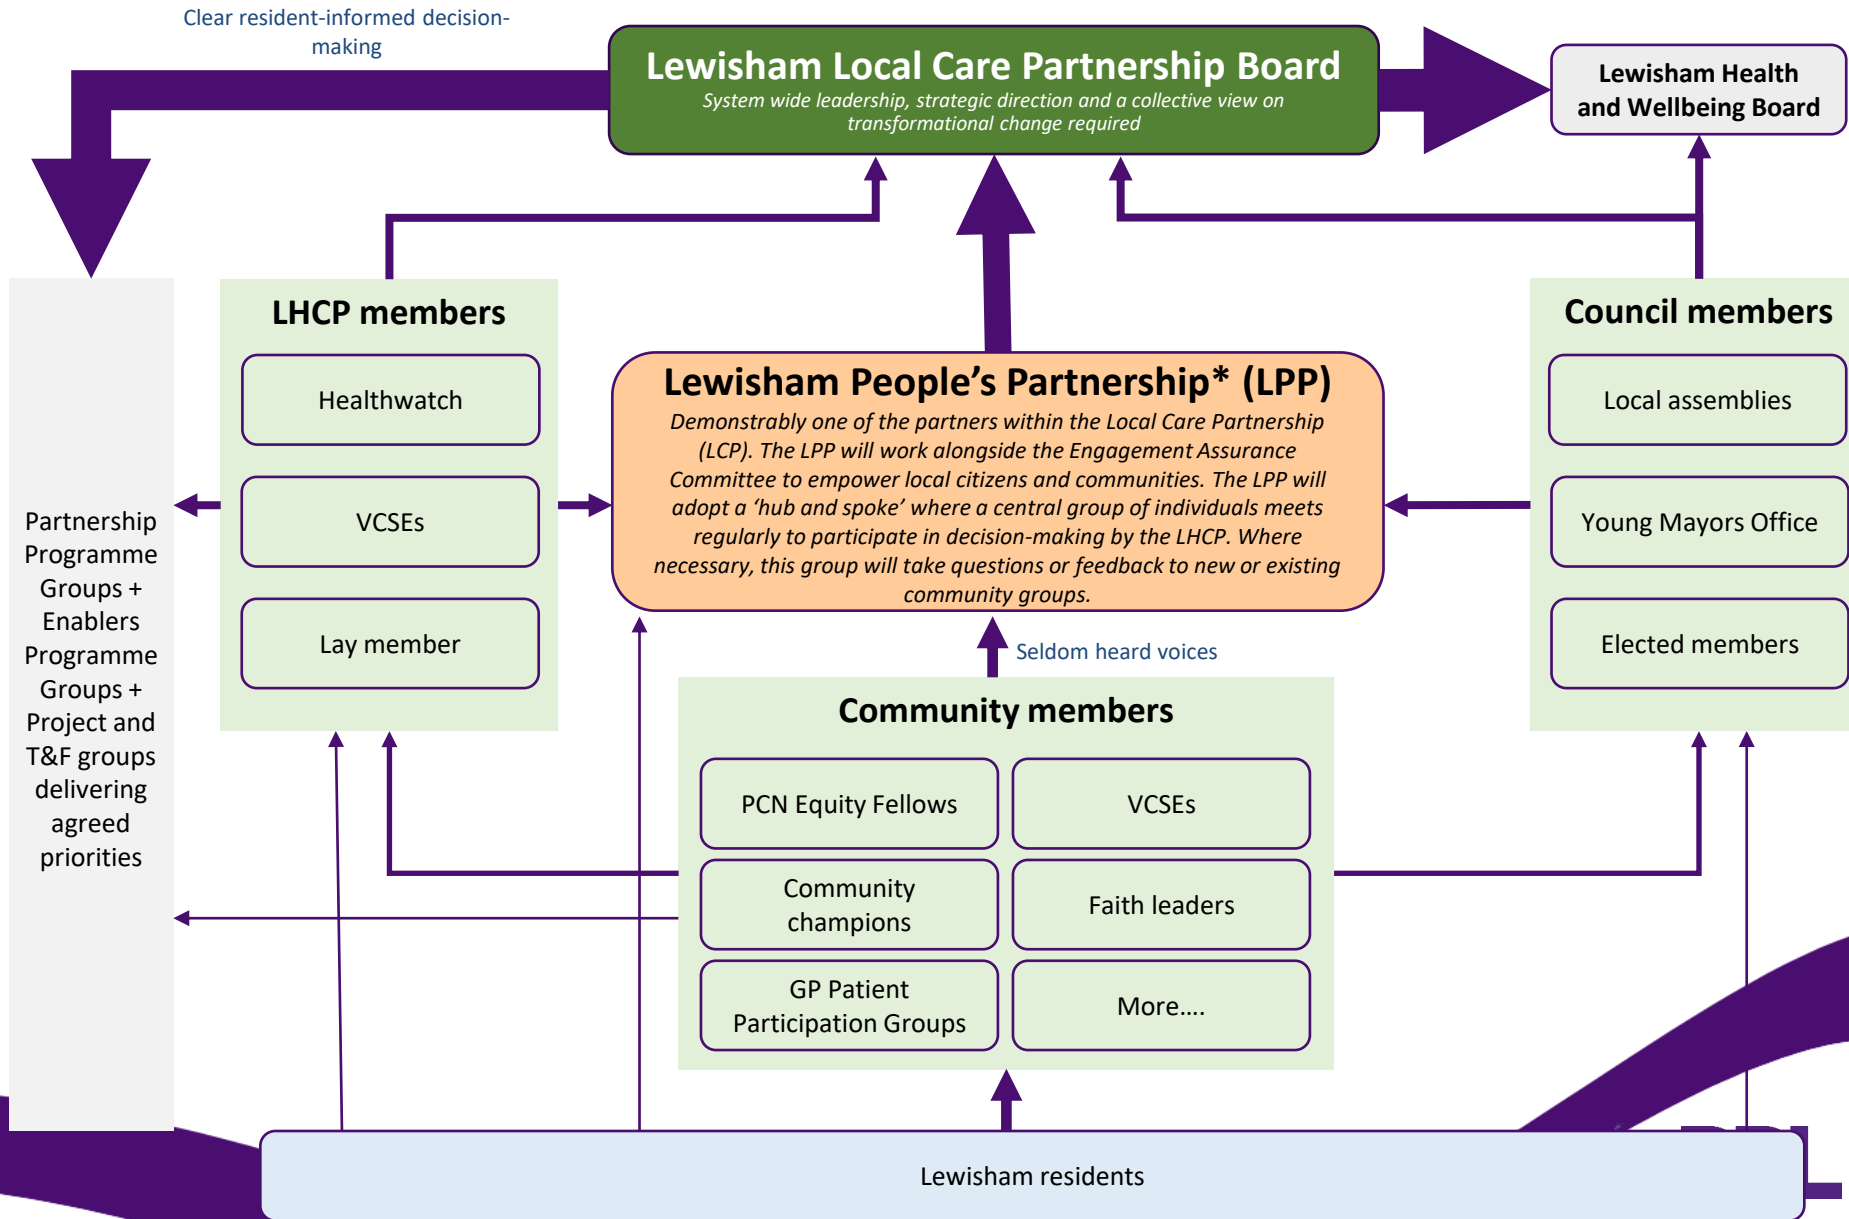 Clear resident-informed decision-
making
Lewisham Local Care Partnership Board
System wide leadership, strategic direction and a collective view on
transformational change required
Lewisham Health
and Wellbeing Board
LHCP members
Healthwatch
VCSEs
Lay member
Lewisham People’s Partnership* (LPP)
Demonstrably one of the partners within the Local Care Partnership
(LCP). The LPP will work alongside the Engagement Assurance
Committee to empower local citizens and communities. The LPP will
adopt a ‘hub and spoke’ where a central group of individuals meets
regularly to participate in decision-making by the LHCP. Where
necessary, this group will take questions or feedback to new or existing
community groups.
Council members
Local assemblies
Young Mayors Office
Elected members
Partnership
Programme
Groups +
Enablers
Programme
Groups +
Project and
T&F groups
delivering
agreed
priorities
Seldom heard voices
Community members
PCN Equity Fellows
VCSEs
Community
champions
Faith leaders
GP Patient
Participation Groups
More....
Lewisham residents